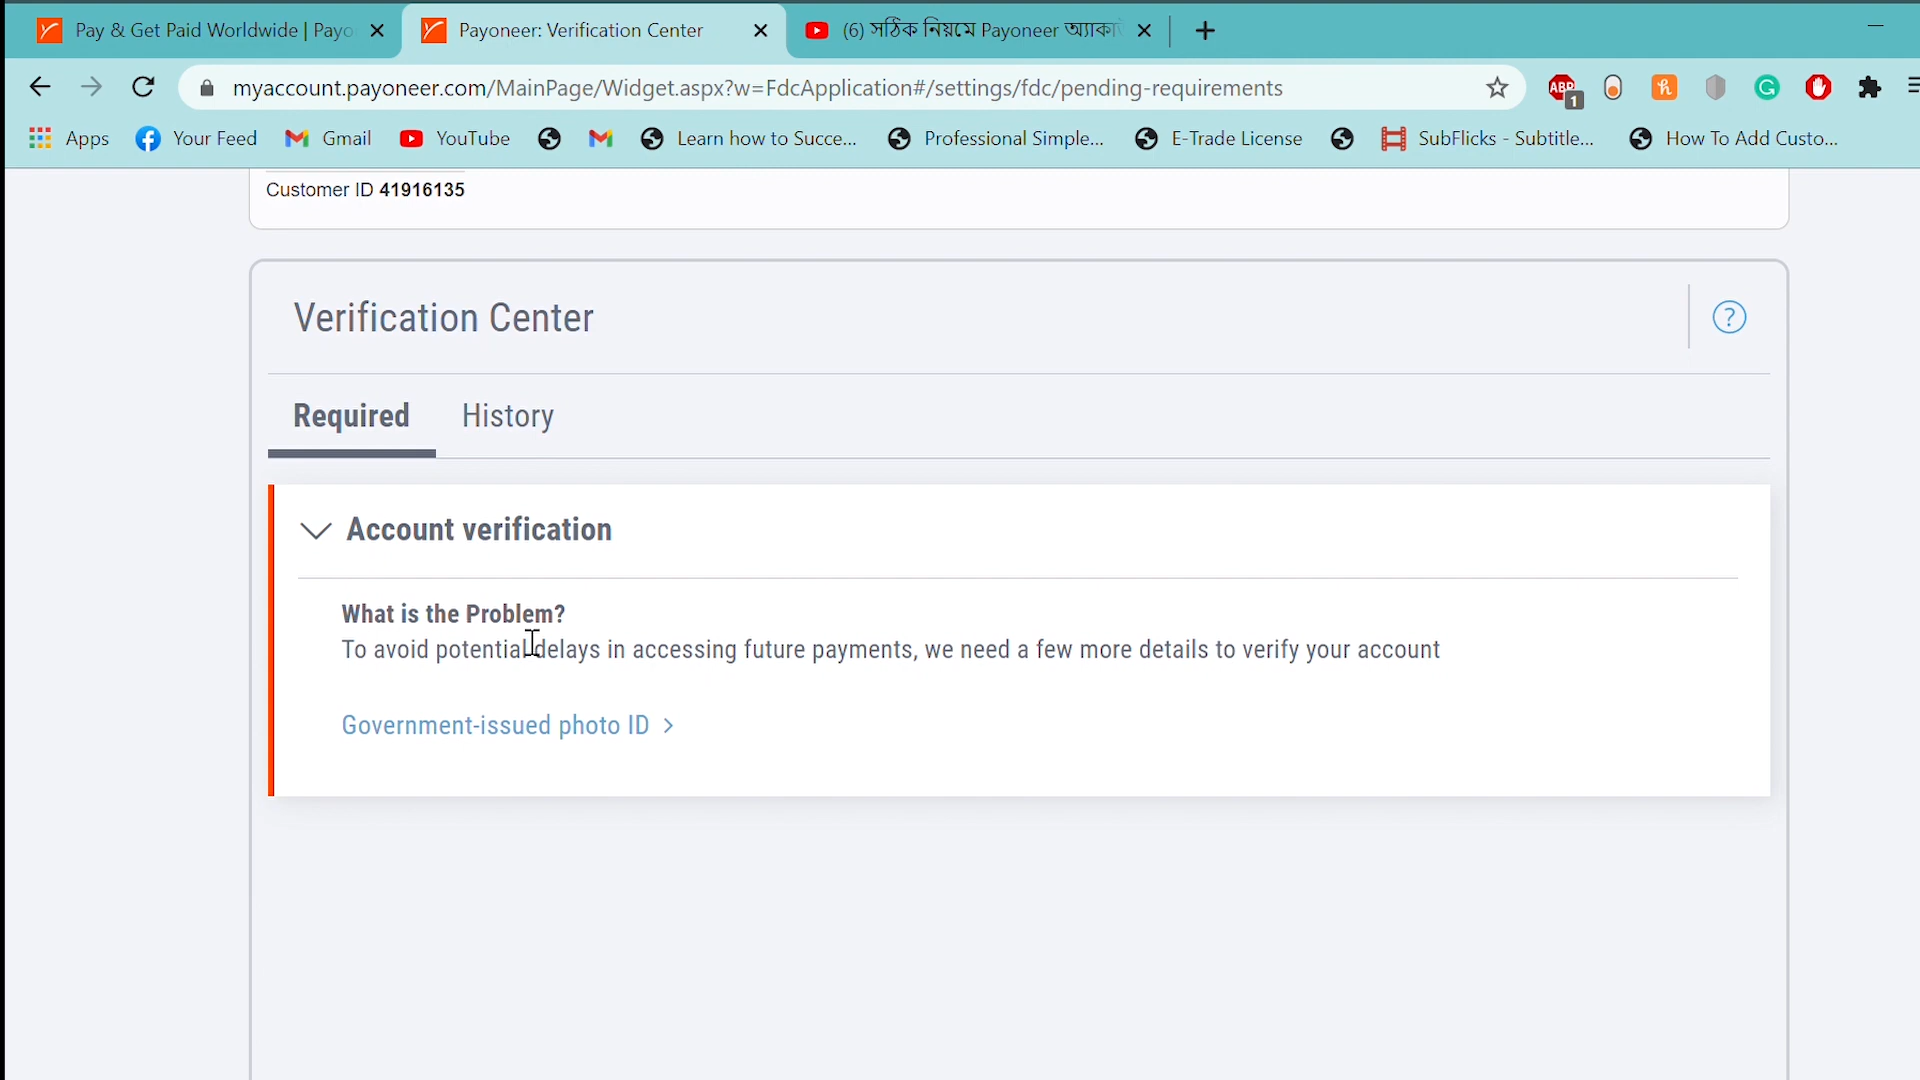 Pay & Get Paid Worldwide | Payo
Payoneer: Verification Center
(6) সঠিক নিয়মে Payoneer অ্যাকা
myaccount.payoneer.com/MainPage/Widget.aspx?w=FdcApplication#/settings/fdc/pending-requirements
ABP
1
Apps
Your Feed
Gmail
YouTube
Learn how to Succe...
Professional Simple...
E-Trade License
SubFlicks - Subtitle...
How To Add Custo...
Customer ID 41916135
Verification Center
?
Required
History
Account verification
What is the Problem?
To avoid potential delays in accessing future payments, we need a few more details to verify your account
Government-issued photo ID >